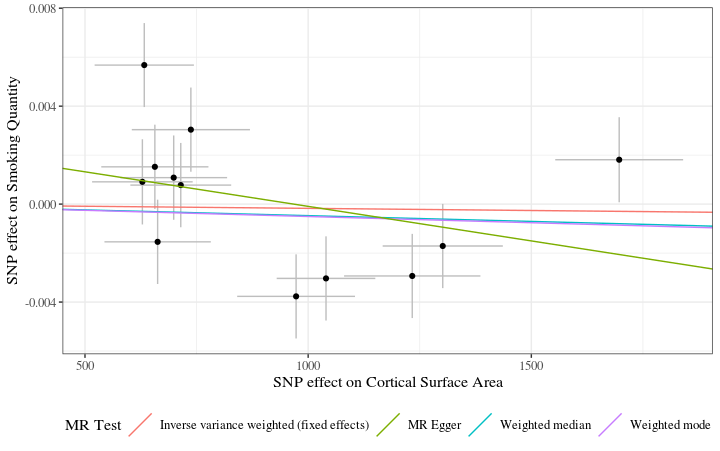 0.008
0.004
0.000
-0.004
SNP effect on Smoking Quantity
500
1000
1500
SNP effect on Cortical Surface Area
MR Test
Inverse variance weighted (fixed effects)
MR Egger
Weighted median
Weighted mode